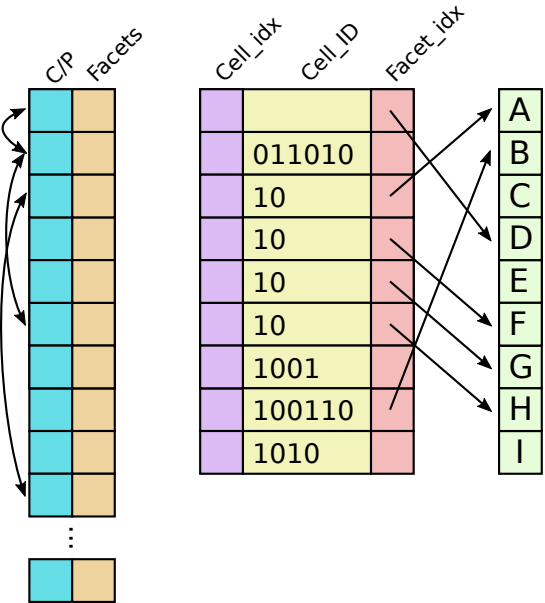 C/P
Facets
Cell_idx
Cell_ID
Facet_idx
A
011010
B
10
C
10
D
10
E
10
F
1001
G
100110
H
1010
I
...